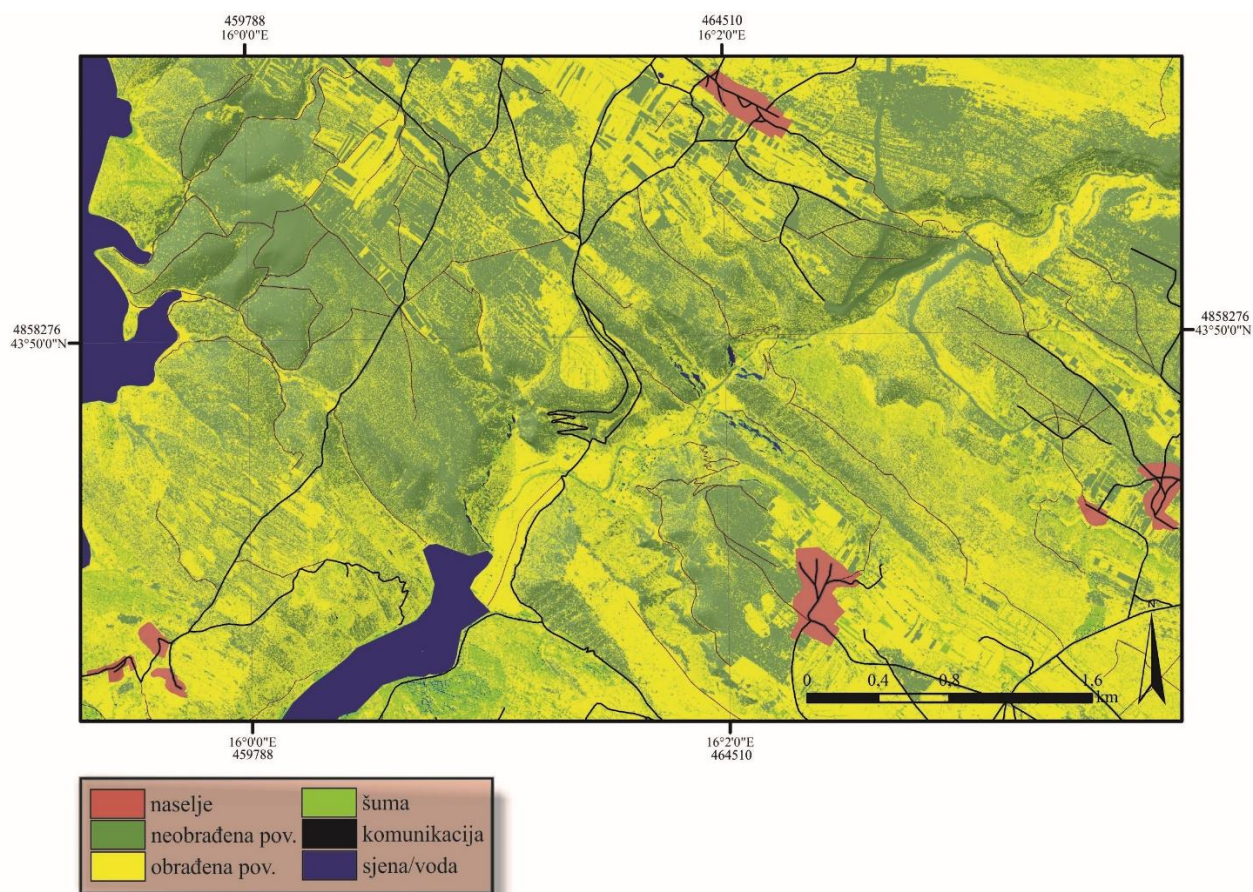 459788
16°0'0"E
464510
16°2'0"E
4858276
43°50'0"N
4858276
43°50'0"N
N
0 0,4 0,8 1,6
km
16°0'0"E
459788
16°2'0"E
464510
naselje
šuma
neobrađena pov.
komunikacija
obrađena pov.
sjena/voda